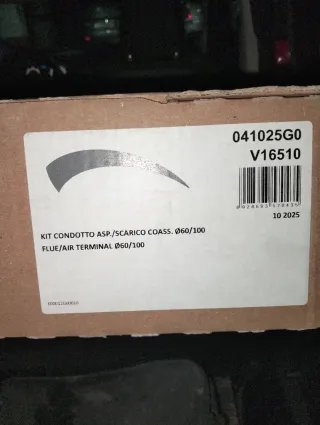 041025G0
V16510
10 2025
KIT CONDOTTO ASP./SCARICO COASS. Ø60/100
FLUE/AIR TERMINAL Ø60/100